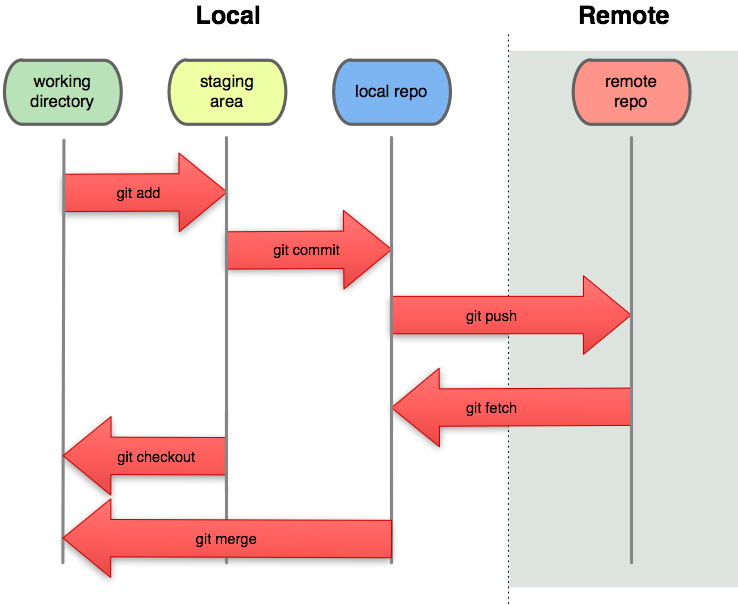 Local
Remote
working
directory
staging
area
local repo
remote
repo
git add
git commit
git push
git fetch
git checkout
git merge